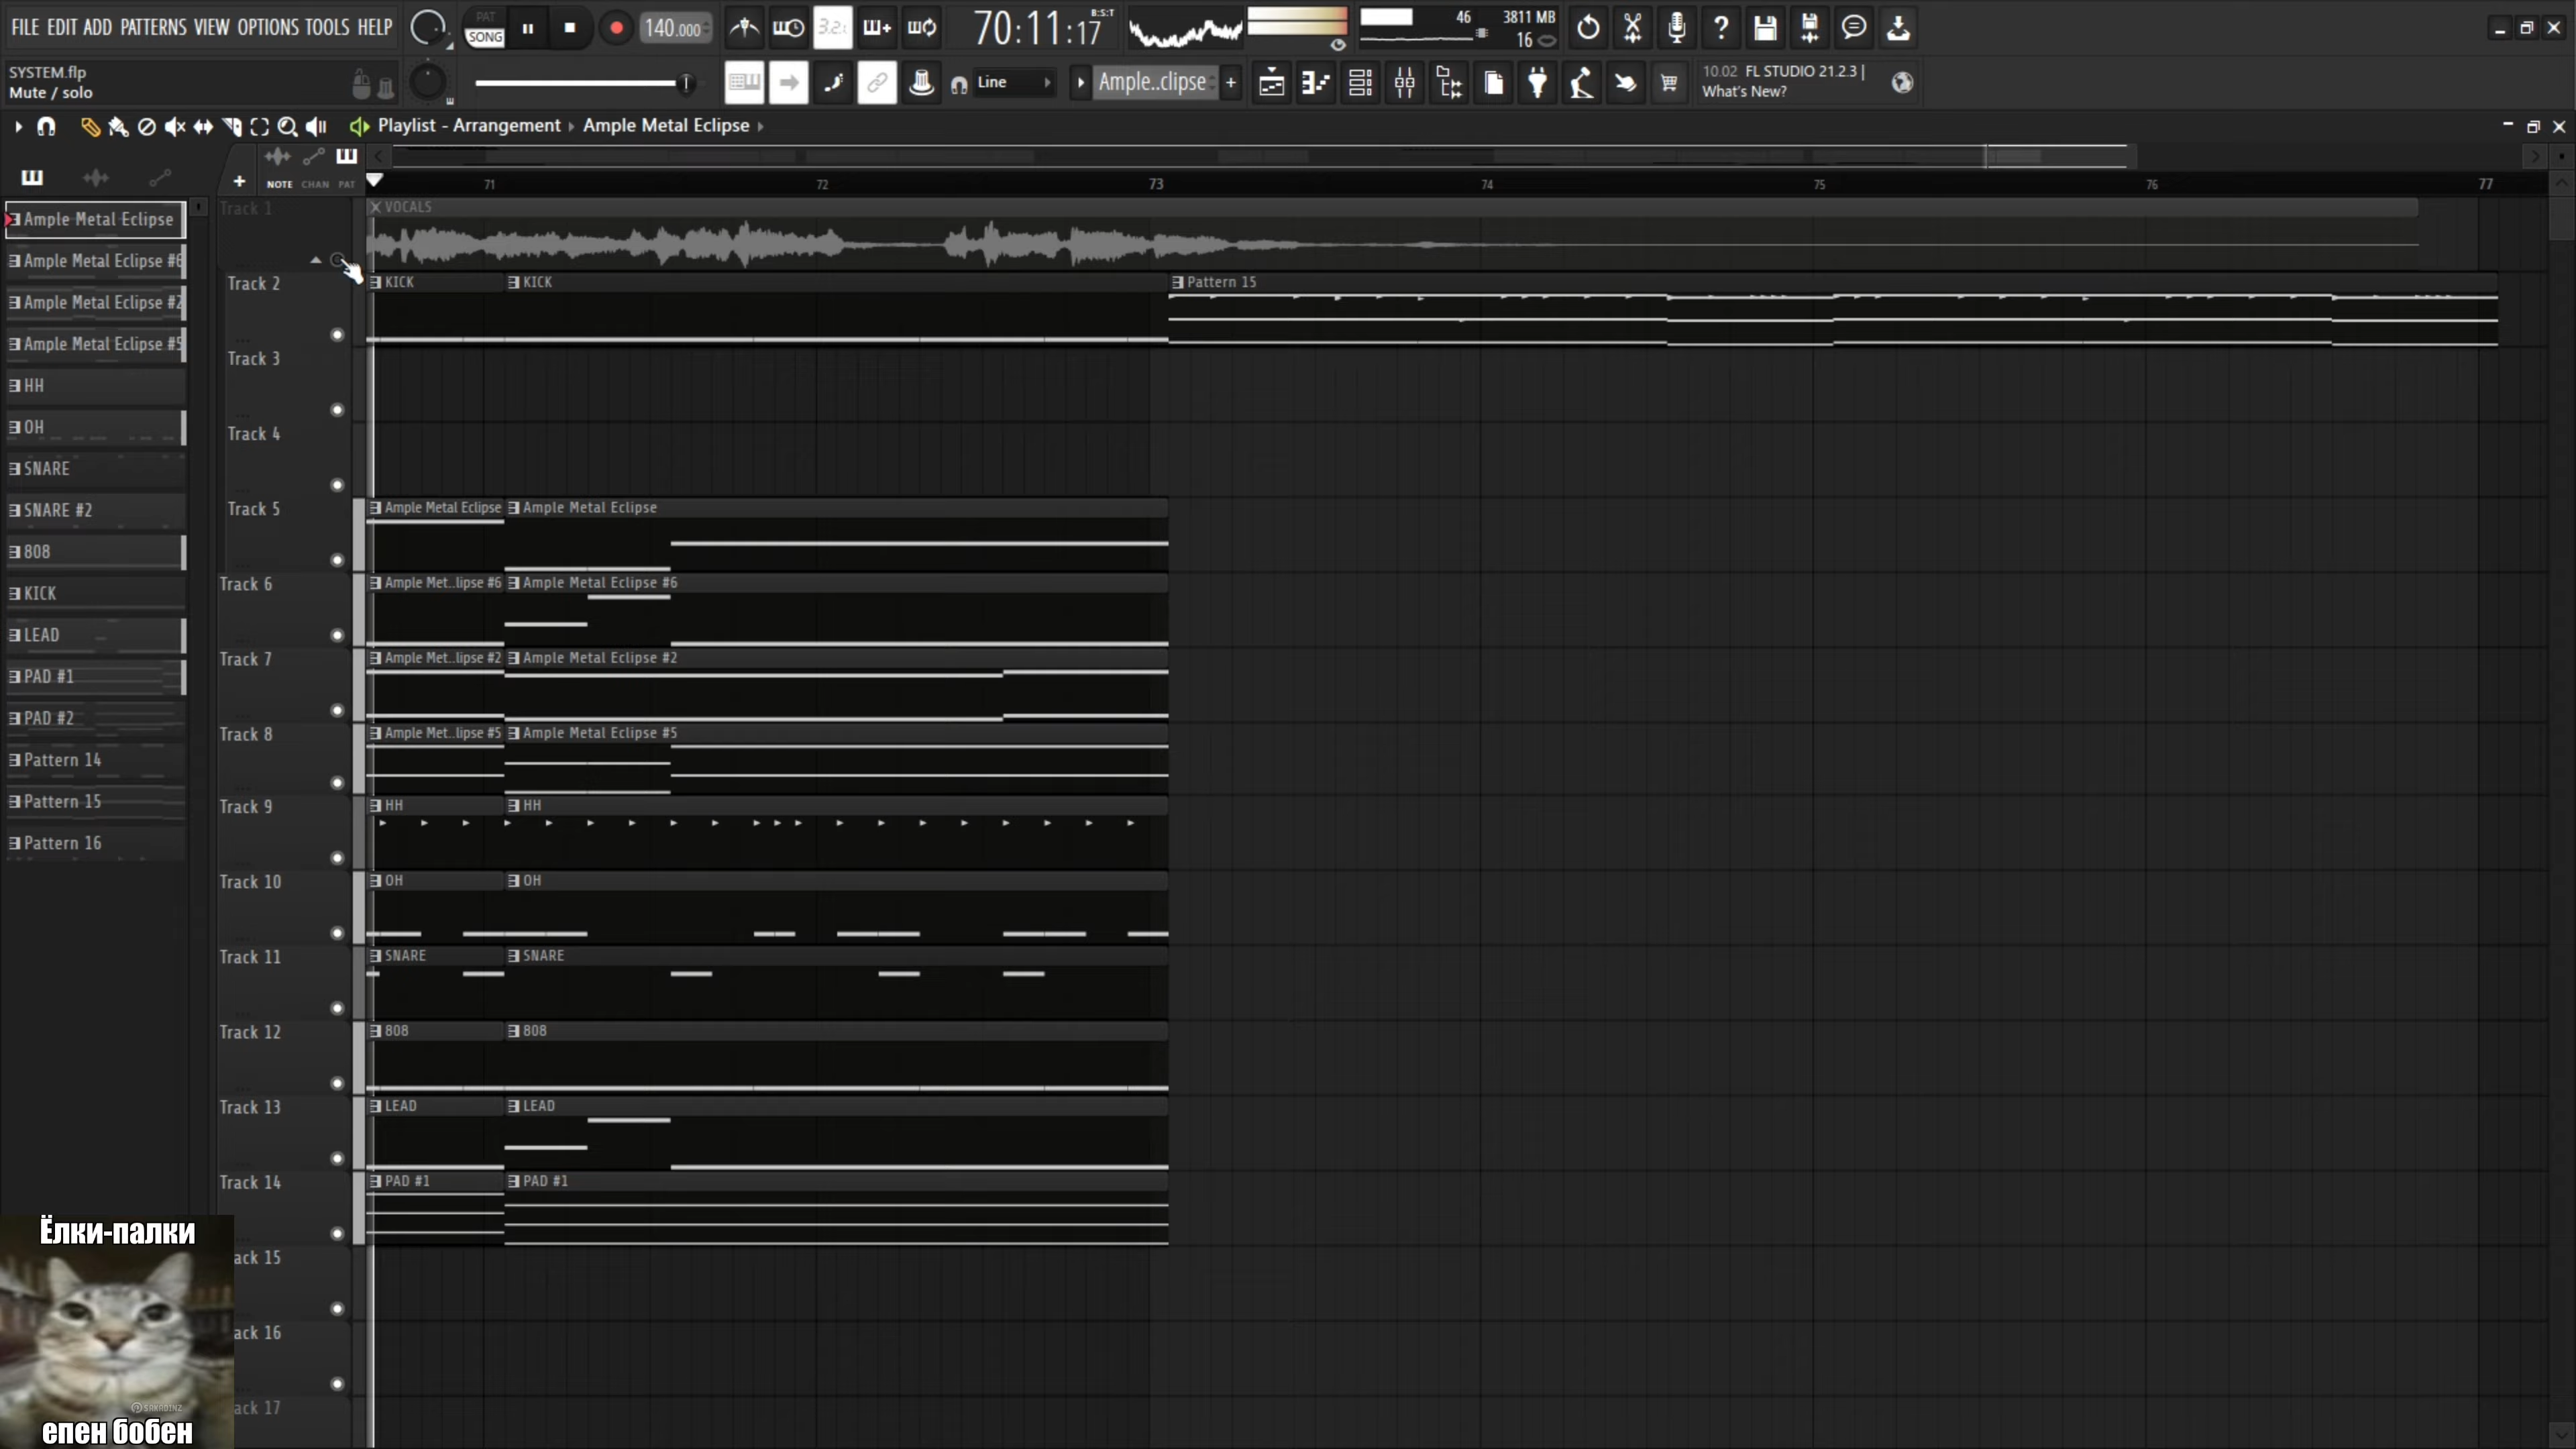 FILE EDIT ADD PATTERNS VIEW OPTIONS TOOLS HELP
PAT
SONG
140.000
3.2
70:11:17
B:S:T
46
3811 MB
16
SYSTEM.flp
Mute / solo
Line
Ample..clipse
10.02 FL STUDIO 21.2.3 |
What's New?
Playlist - Arrangement
Ample Metal Eclipse
NOTE CHAN PAT
71
72
73
74
75
76
77
Ample Metal Eclipse
Ample Metal Eclipse #6
Ample Metal Eclipse #2
Ample Metal Eclipse #5
HH
OH
SNARE
SNARE #2
808
KICK
LEAD
PAD #1
PAD #2
Pattern 14
Pattern 15
Pattern 16
Track 1
VOCALS
Track 2
KICK
KICK
Pattern 15
Track 3
Track 4
Track 5
Ample Metal Eclipse
Ample Metal Eclipse
Track 6
Ample Met..lipse #6
Ample Metal Eclipse #6
Track 7
Ample Met..lipse #2
Ample Metal Eclipse #2
Track 8
Ample Met..lipse #5
Ample Metal Eclipse #5
Track 9
HH
HH
Track 10
OH
OH
Track 11
SNARE
SNARE
Track 12
808
808
Track 13
LEAD
LEAD
Track 14
PAD #1
PAD #1
ack 15
ack 16
ack 17
Ёлки-палки
SAKADINZ
епен бобен